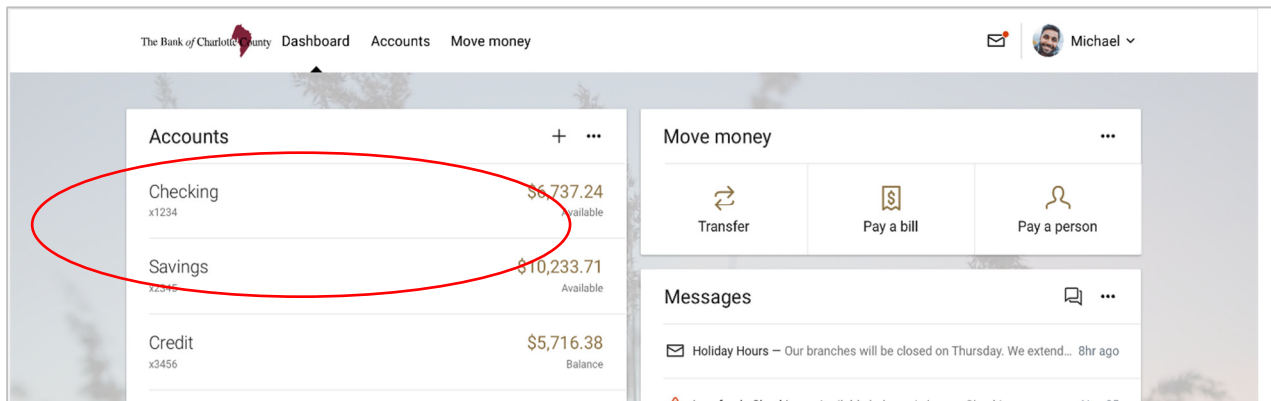 The Bank of Charlotte County Dashboard Accounts Move money Michael
Accounts
Checking $6,737.24
x1234 Available
Savings $10,233.71
x2345 Available
Credit $5,716.38
x3456 Balance
Move money
Transfer Pay a bill Pay a person
Messages
Holiday Hours – Our branches will be closed on Thursday. We extend... 8hr ago